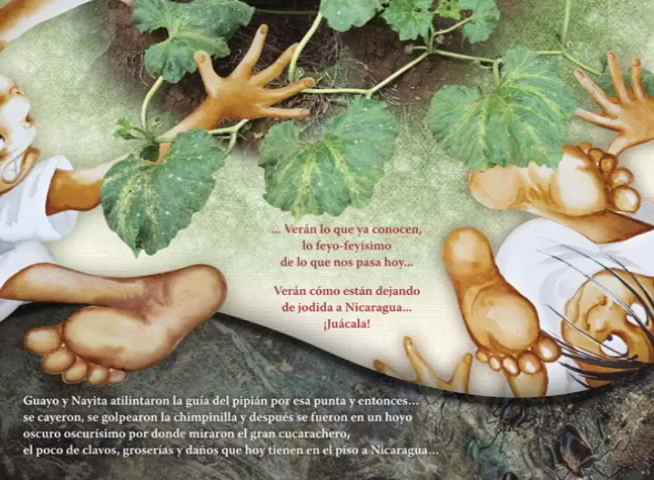 ... Verán lo que ya conocen,
lo feyo-feyísimo
de lo que nos pasa hoy...
Verán cómo están dejando
de jodida a Nicaragua...
¡Juácala!
Guayo y Nayita atilintaron la guía del pipián por esa punta y entonces...
se cayeron, se golpearon la chimpinilla y después se fueron en un hoyo
oscuro oscurísimo por donde miraron el gran cucarachero,
el poco de clavos, groserías y daños que hoy tienen en el piso a Nicaragua...